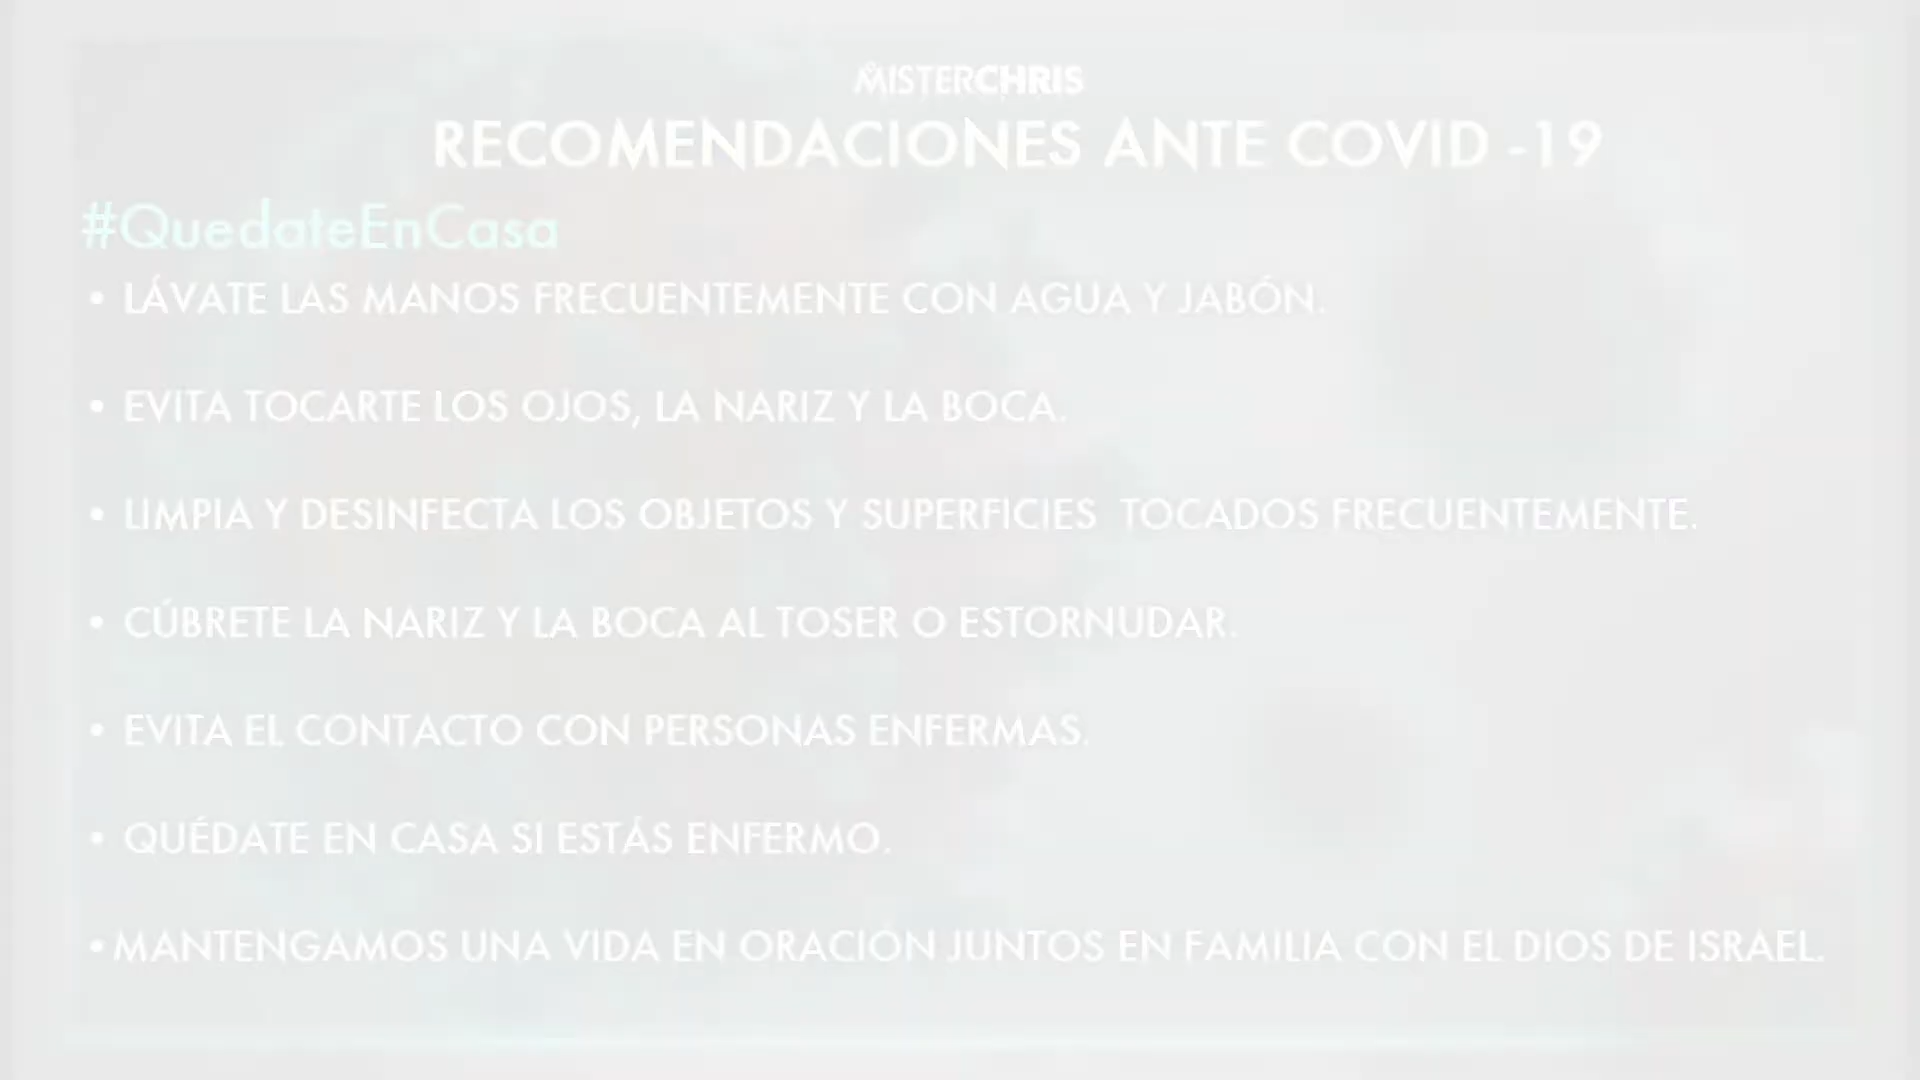 MISTERCHRIS
RECOMENDACIONES ANTE COVID -19
#QuedateEnCasa
• LÁVATE LAS MANOS FRECUENTEMENTE CON AGUA Y JABÓN.
• EVITA TOCARTE LOS OJOS, LA NARIZ Y LA BOCA.
• LIMPIA Y DESINFECTA LOS OBJETOS Y SUPERFICIES  TOCADOS FRECUENTEMENTE.
• CÚBRETE LA NARIZ Y LA BOCA AL TOSER O ESTORNUDAR.
• EVITA EL CONTACTO CON PERSONAS ENFERMAS.
• QUÉDATE EN CASA SI ESTÁS ENFERMO.
• MANTENGAMOS UNA VIDA EN ORACIÓN JUNTOS EN FAMILIA CON EL DIOS DE ISRAEL.